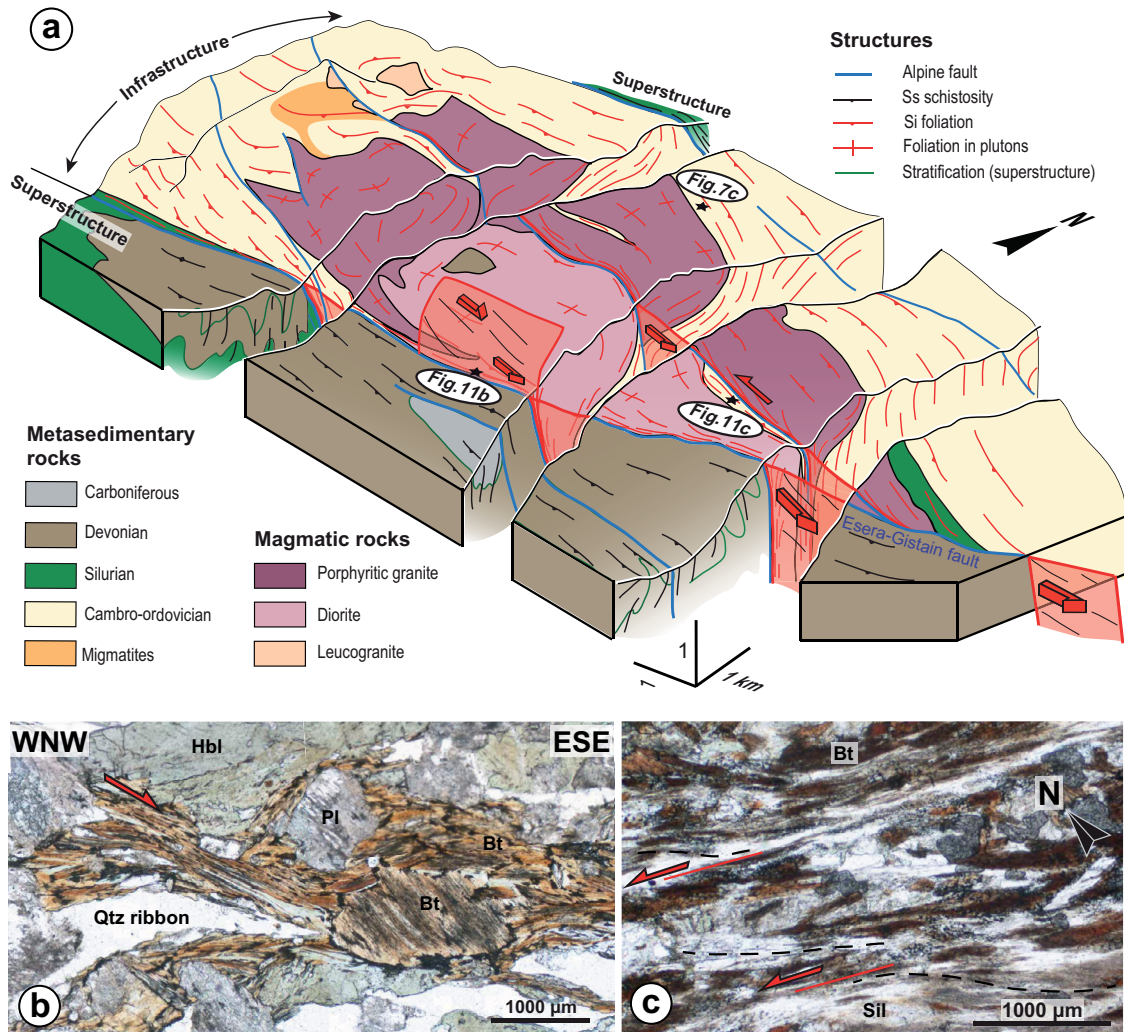 a
Infrastructure
Superstructure
Superstructure
Structures
Alpine fault
Ss schistosity
Si foliation
Foliation in plutons
Stratification (superstructure)
N
Fig.7c
Fig.11b
Fig.11c
Esera-Gistain fault
Metasedimentary
rocks
Carboniferous
Devonian
Silurian
Cambro-ordovician
Migmatites
Magmatic rocks
Porphyritic granite
Diorite
Leucogranite
1
1
1 km
WNW
ESE
Hbl
Pl
Bt
Bt
Qtz ribbon
b
1000 µm
Bt
N
Sil
c
1000 µm